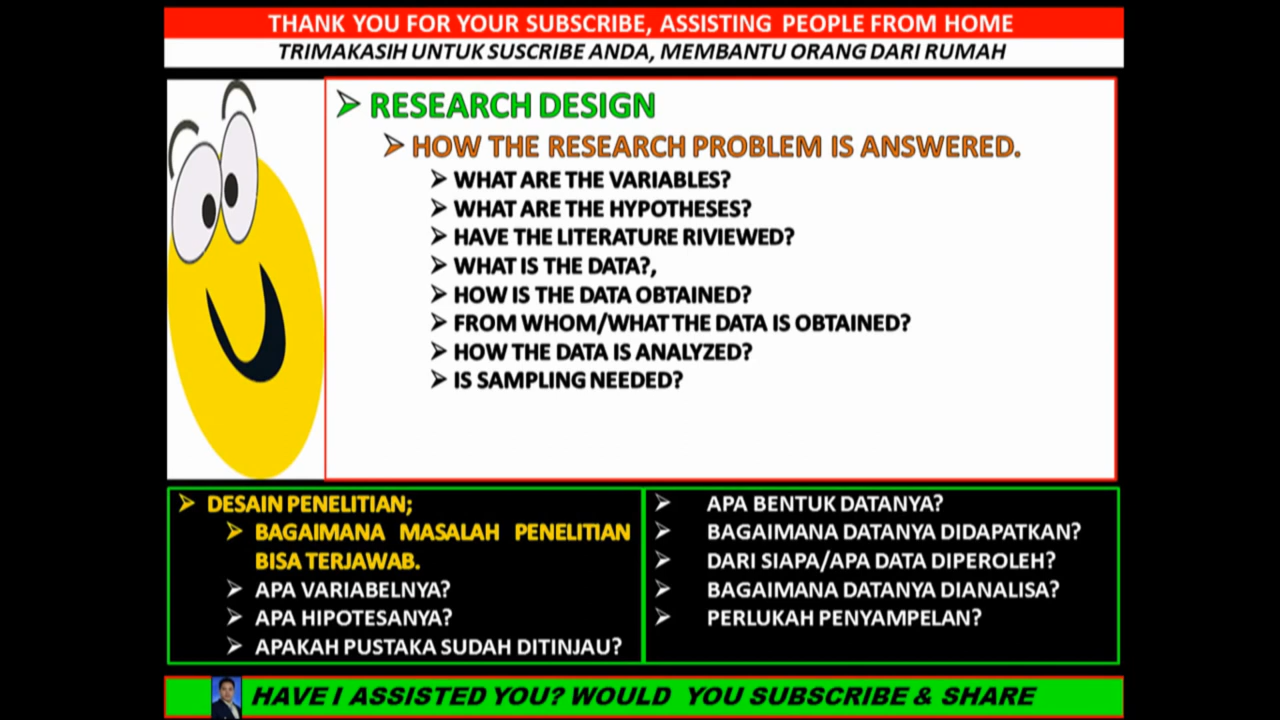 THANK YOU FOR YOUR SUBSCRIBE, ASSISTING PEOPLE FROM HOME
TRIMAKASIH UNTUK SUSCRIBE ANDA, MEMBANTU ORANG DARI RUMAH
RESEARCH DESIGN
HOW THE RESEARCH PROBLEM IS ANSWERED.
WHAT ARE THE VARIABLES?
WHAT ARE THE HYPOTHESES?
HAVE THE LITERATURE RIVIEWED?
WHAT IS THE DATA?,
HOW IS THE DATA OBTAINED?
FROM WHOM/WHAT THE DATA IS OBTAINED?
HOW THE DATA IS ANALYZED?
IS SAMPLING NEEDED?
DESAIN PENELITIAN;
BAGAIMANA MASALAH PENELITIAN
BISA TERJAWAB.
APA VARIABELNYA?
APA HIPOTESANYA?
APAKAH PUSTAKA SUDAH DITINJAU?
APA BENTUK DATANYA?
BAGAIMANA DATANYA DIDAPATKAN?
DARI SIAPA/APA DATA DIPEROLEH?
BAGAIMANA DATANYA DIANALISA?
PERLUKAH PENYAMPELAN?
HAVE I ASSISTED YOU? WOULD YOU SUBSCRIBE & SHARE